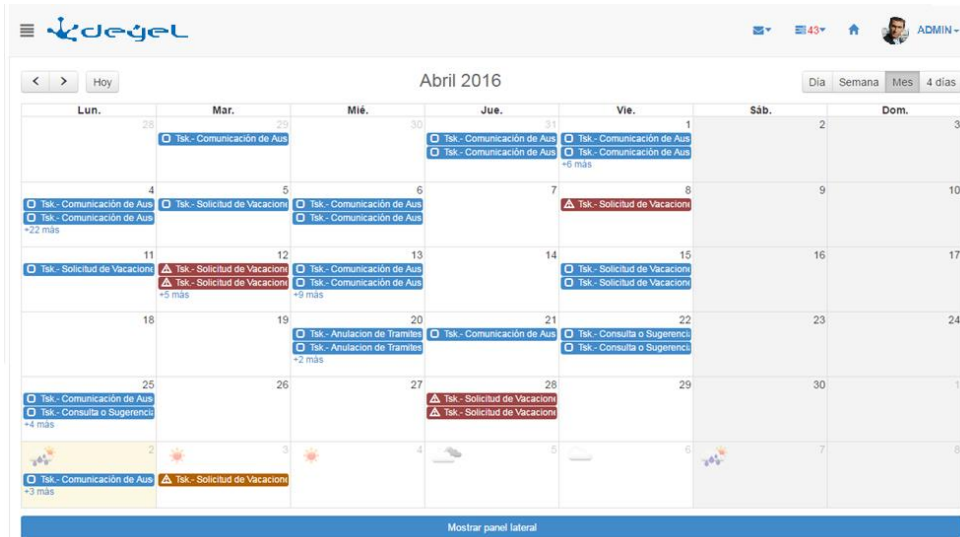 deyel
43
ADMIN
Hoy
Abril 2016
Día Semana Mes 4 días
Lun. Mar. Mié. Jue. Vie. Sáb. Dom.
28 29 30 31 1 2 3
Tsk.- Comunicación de Aus Tsk.- Comunicación de Aus Tsk.- Comunicación de Aus
Tsk.- Comunicación de Aus Tsk.- Comunicación de Aus
+6 más
4 5 6 7 8 9 10
Tsk.- Comunicación de Aus Tsk.- Solicitud de Vacacione Tsk.- Comunicación de Aus Tsk.- Solicitud de Vacacione
Tsk.- Comunicación de Aus Tsk.- Comunicación de Aus
+22 más
11 12 13 14 15 16 17
Tsk.- Solicitud de Vacacione Tsk.- Solicitud de Vacacione Tsk.- Comunicación de Aus Tsk.- Solicitud de Vacacione
Tsk.- Solicitud de Vacacione Tsk.- Comunicación de Aus Tsk.- Solicitud de Vacacione
+5 más +9 más
18 19 20 21 22 23 24
Tsk.- Anulacion de Tramites Tsk.- Comunicación de Aus Tsk.- Consulta o Sugerencia
Tsk.- Anulacion de Tramites Tsk.- Consulta o Sugerencia
+2 más
25 26 27 28 29 30 1
Tsk.- Comunicación de Aus Tsk.- Solicitud de Vacacione
Tsk.- Consulta o Sugerencia Tsk.- Solicitud de Vacacione
+4 más
2 3 4 5 6 7 8
Tsk.- Comunicación de Aus Tsk.- Solicitud de Vacacione
+3 más
Mostrar panel lateral